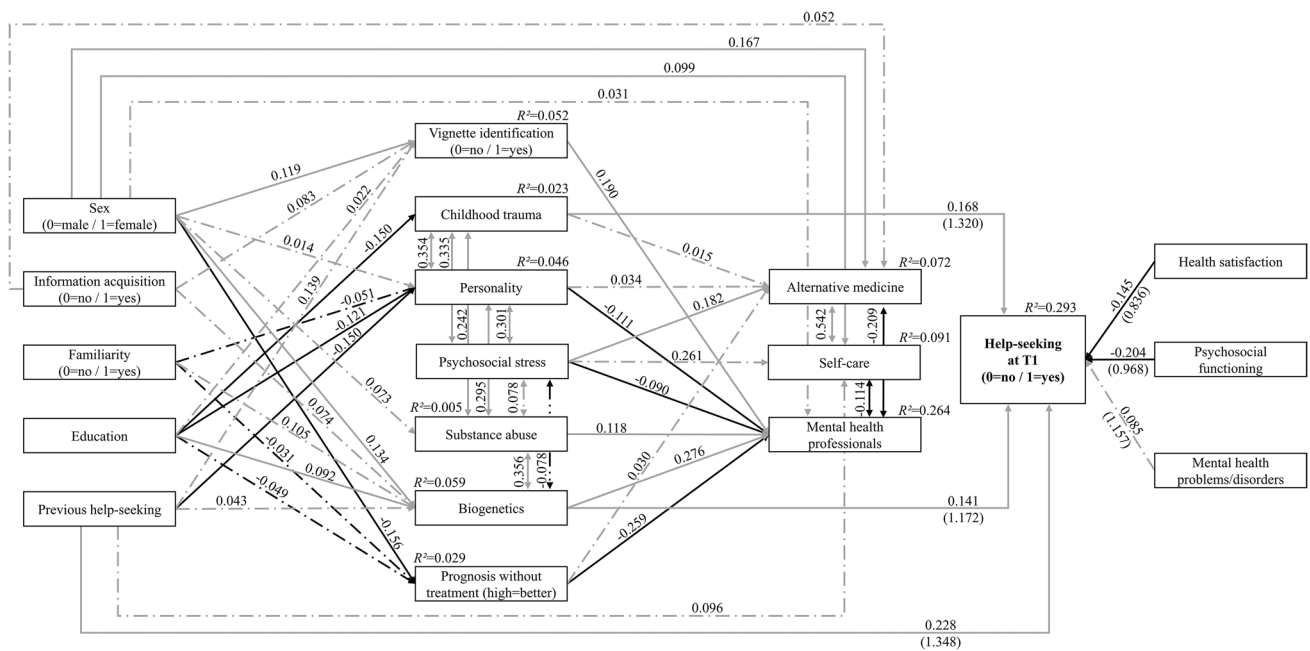 0.052
0.167
0.099
0.031
R²=0.052
Vignette identification
(0=no / 1=yes)
0.119
0.083
0.022
0.190
R²=0.023
Sex
(0=male / 1=female)
Childhood trauma
0.168
(1.320)
-0.150
0.014
0.354
0.335
0.015
R²=0.046
R²=0.072
Information acquisition
(0=no / 1=yes)
0.139
-0.051
-0.121
-0.150
Personality
0.034
0.182
-0.111
Alternative medicine
Health satisfaction
-0.145
(0.836)
0.242
0.301
0.542
-0.209
R²=0.293
R²=0.091
Familiarity
(0=no / 1=yes)
Psychosocial stress
0.261
Self-care
Help-seeking
at T1
(0=no / 1=yes)
-0.204
(0.968)
Psychosocial
functioning
0.073
0.295
0.078
-0.090
-0.114
R²=0.005
R²=0.264
0.085
(1.157)
Education
0.074
0.105
Substance abuse
0.118
Mental health
professionals
-0.031
0.134
0.092
0.356
-0.078
0.276
0.030
Mental health
problems/disorders
-0.049
R²=0.059
Previous help-seeking
0.043
Biogenetics
0.141
(1.172)
-0.156
-0.259
R²=0.029
Prognosis without
treatment (high=better)
0.096
0.228
(1.348)